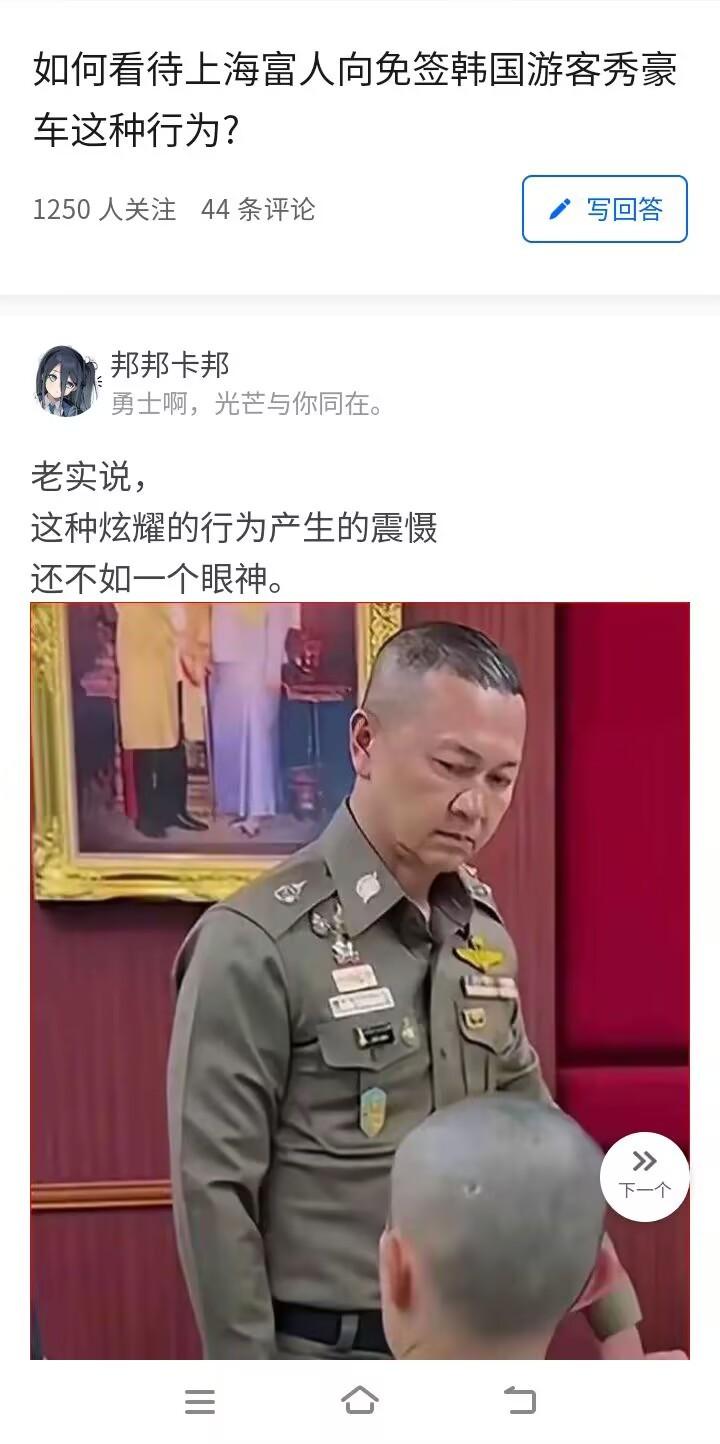 如何看待上海富人向免签韩国游客秀豪
车这种行为?
1250 人关注 44 条评论
写回答
邦邦卡邦
勇士啊，光芒与你同在。
老实说，
这种炫耀的行为产生的震慑
还不如一个眼神。
下一个